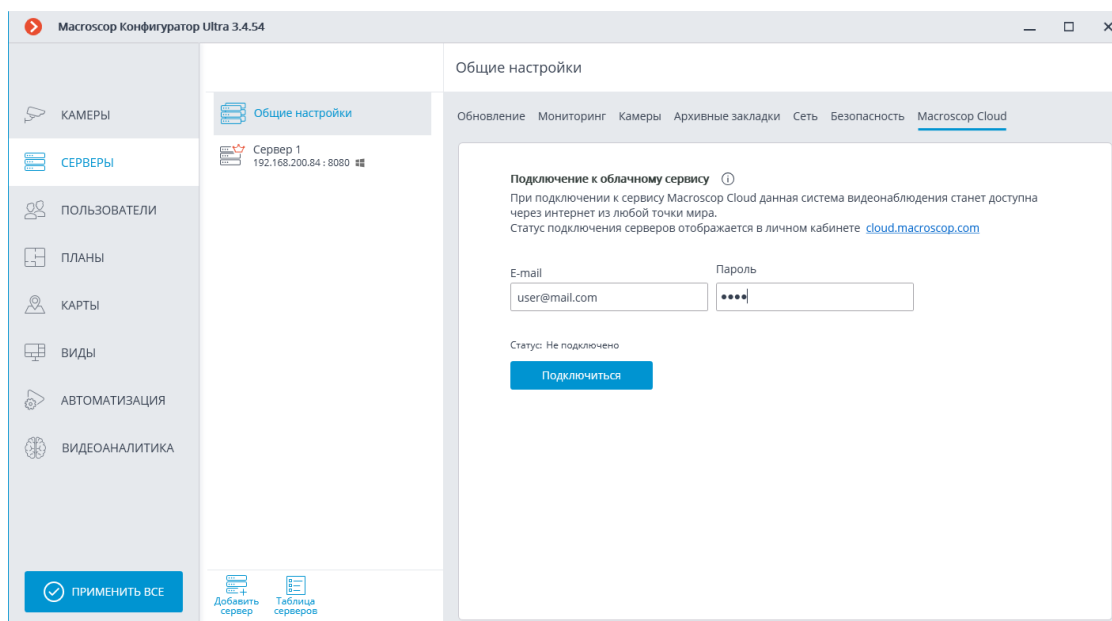 Macroscop Конфигуратор Ultra 3.4.54
Общие настройки
КАМЕРЫ
СЕРВЕРЫ
ПОЛЬЗОВАТЕЛИ
ПЛАНЫ
КАРТЫ
ВИДЫ
АВТОМАТИЗАЦИЯ
ВИДЕОАНАЛИТИКА
ПРИМЕНИТЬ ВСЕ
Общие настройки
Сервер 1
192.168.200.84 : 8080
Добавить
сервер
Таблица
серверов
Обновление Мониторинг Камеры Архивные закладки Сеть Безопасность Macroscop Cloud
Подключение к облачному сервису
При подключении к сервису Macroscop Cloud данная система видеонаблюдения станет доступна
через интернет из любой точки мира.
Статус подключения серверов отображается в личном кабинете cloud.macroscop.com
E-mail
Пароль
user@mail.com
••••
Статус: Не подключено
Подключиться